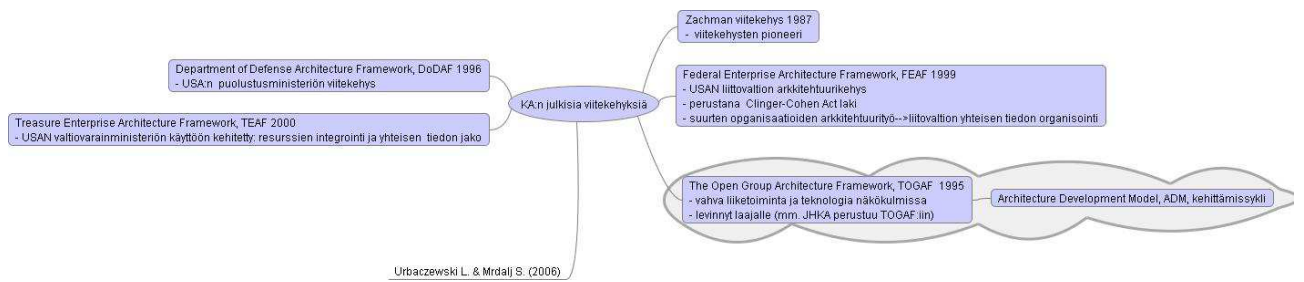 Zachman viitekehys 1987
- viitekehysten pioneeri
Department of Defense Architecture Framework, DoDAF 1996
- USA:n puolustusministeriön viitekehys
Federal Enterprise Architecture Framework, FEAF 1999
- USAN liittovaltion arkkitehtuurikehys
- perustana Clinger-Cohen Act laki
- suurten opganisaatioiden arkkitehtuurityö-->liitovaltion yhteisen tiedon organisointi
KA:n julkisia viitekehyksiä
Treasure Enterprise Architecture Framework, TEAF 2000
- USAN valtiovarainministeriön käyttöön kehitetty: resurssien integrointi ja yhteisen tiedon jako
The Open Group Architecture Framework, TOGAF 1995
- vahva liiketoiminta ja teknologia näkökulmissa
- levinnyt laajalle (mm. JHKA perustuu TOGAF:iin)
Architecture Development Model, ADM, kehittämissykli
Urbaczewski L. & Mrdalj S. (2006)